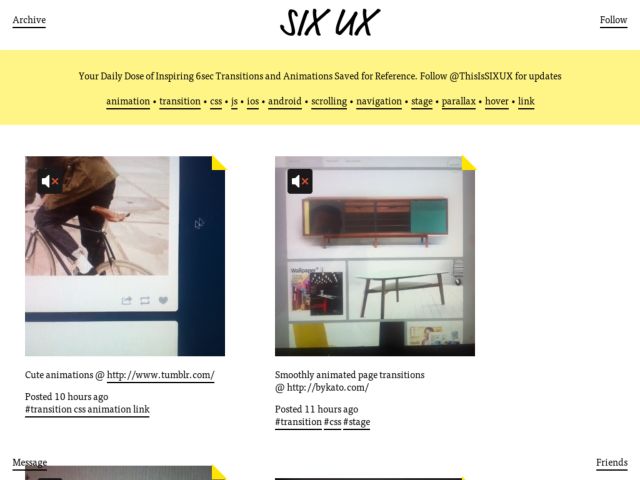 Archive
SIX UX
Follow
Your Daily Dose of Inspiring 6sec Transitions and Animations Saved for Reference. Follow @ThisIsSIXUX for updates
animation • transition • css • js • ios • android • scrolling • navigation • stage • parallax • hover • link
Wallpaper*
Cute animations @ http://www.tumblr.com/
Posted 10 hours ago
#transition css animation link
Smoothly animated page transitions
@ http://bykato.com/
Posted 11 hours ago
#transition #css #stage
Message
Friends